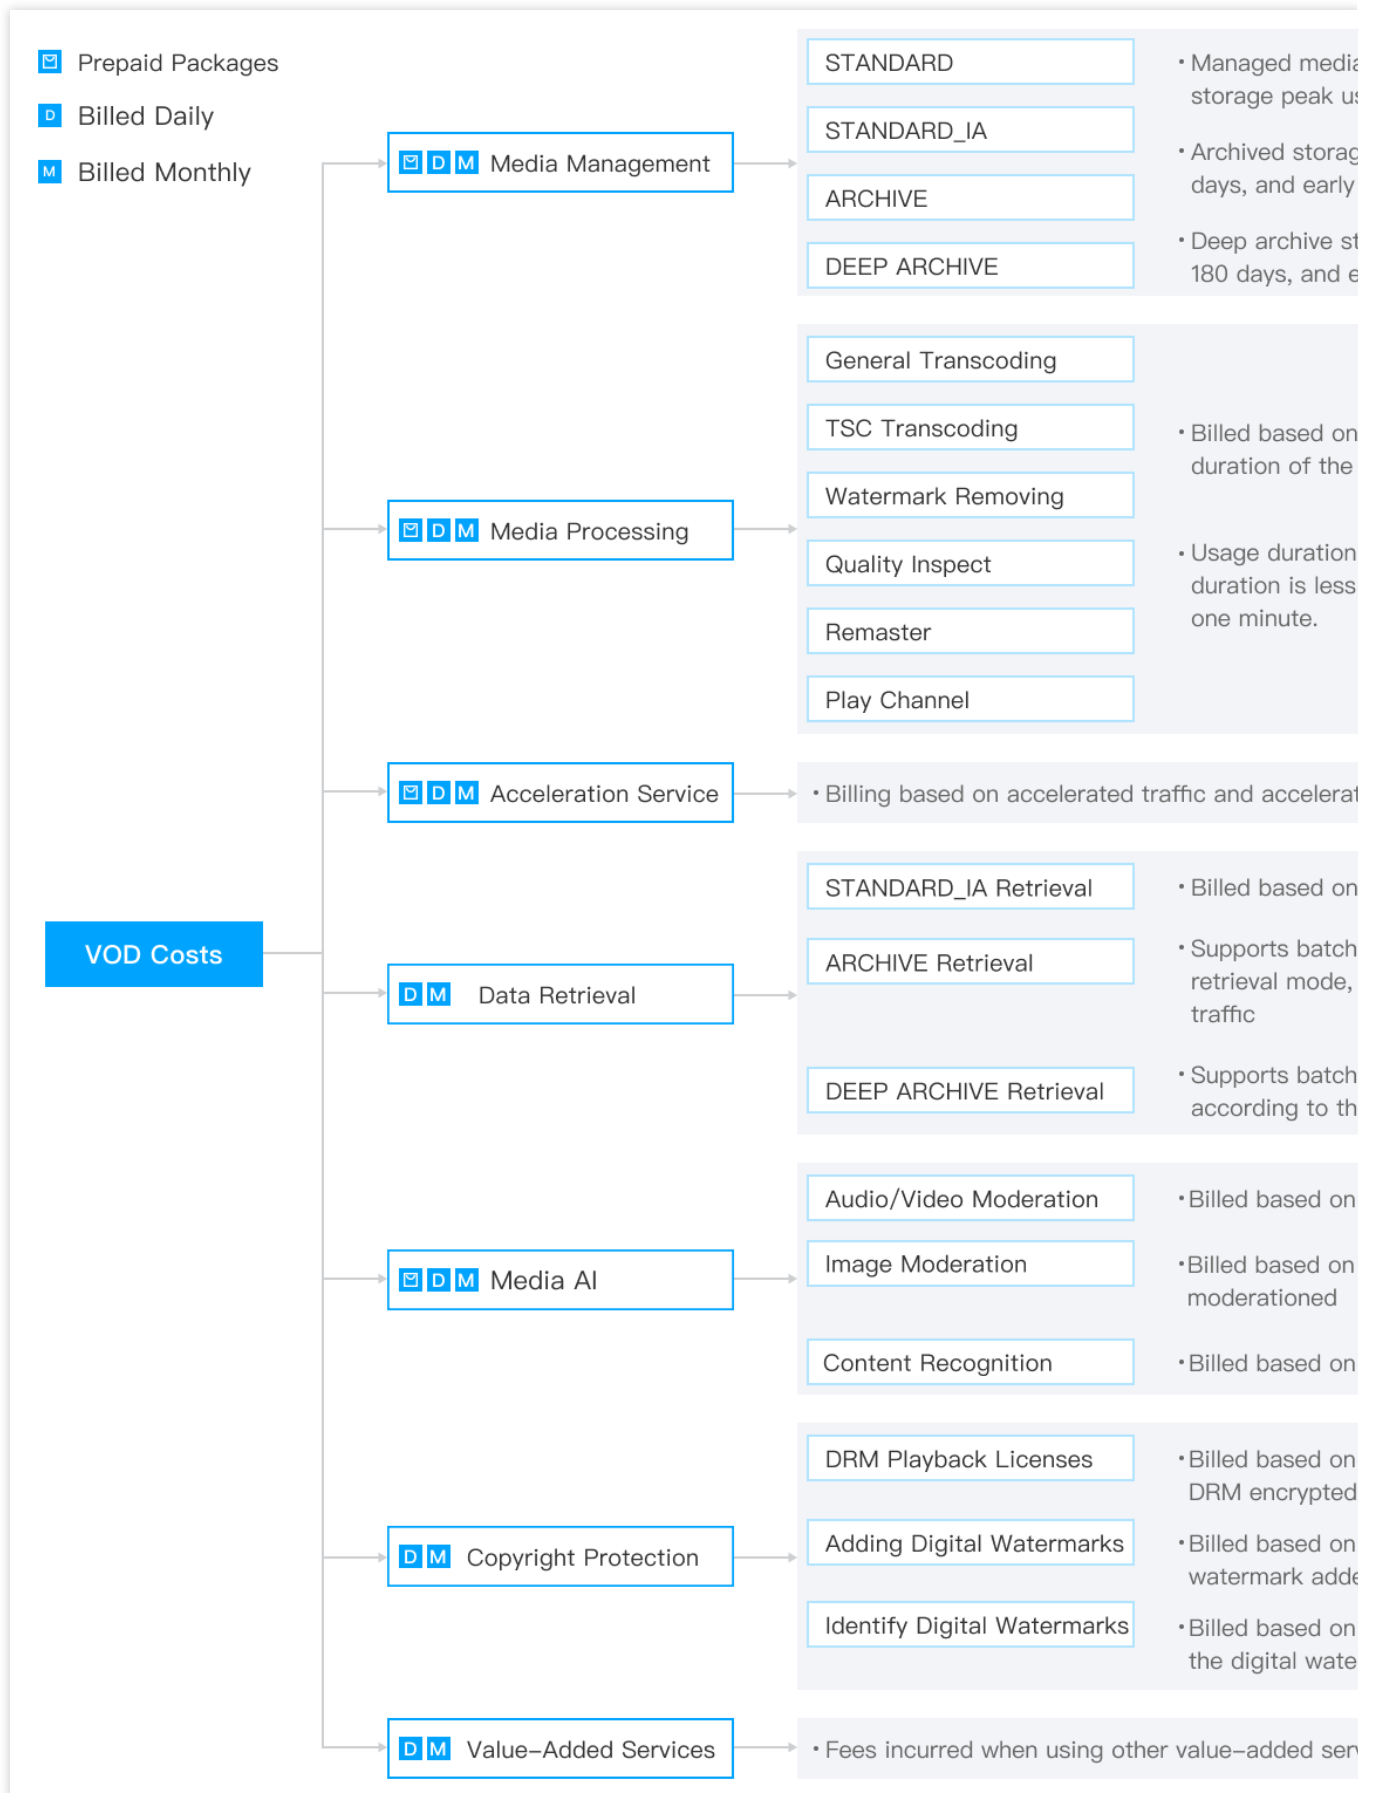 Prepaid Packages
D Billed Daily
M Billed Monthly
VOD Costs
D M Media Management
STANDARD
STANDARD_IA
ARCHIVE
DEEP ARCHIVE
· Managed media
storage peak
· Archived
days, and early
· Deep archive
180 days, and
D M Media Processing
General Transcoding
TSC Transcoding
Watermark Removing
Quality Inspect
Remaster
Play Channel
· Billed based on
duration of the
· Usage duration
duration is less
one minute.
D M Acceleration Service
· Billing based on accelerated traffic and
D M Data Retrieval
STANDARD_IA Retrieval
· Billed based on
ARCHIVE Retrieval
· Supports batch
retrieval mode,
traffic
DEEP ARCHIVE Retrieval
· Supports batch
according to
D M Media AI
Audio/Video Moderation
· Billed based on
Image Moderation
· Billed based on
moderationed
Content Recognition
· Billed based on
D M Copyright Protection
DRM Playback Licenses
· Billed based on
DRM encrypted
Adding Digital Watermarks
· Billed based on
watermark
Identify Digital Watermarks
· Billed based on
the digital
D M Value–Added Services
· Fees incurred when using other value–added